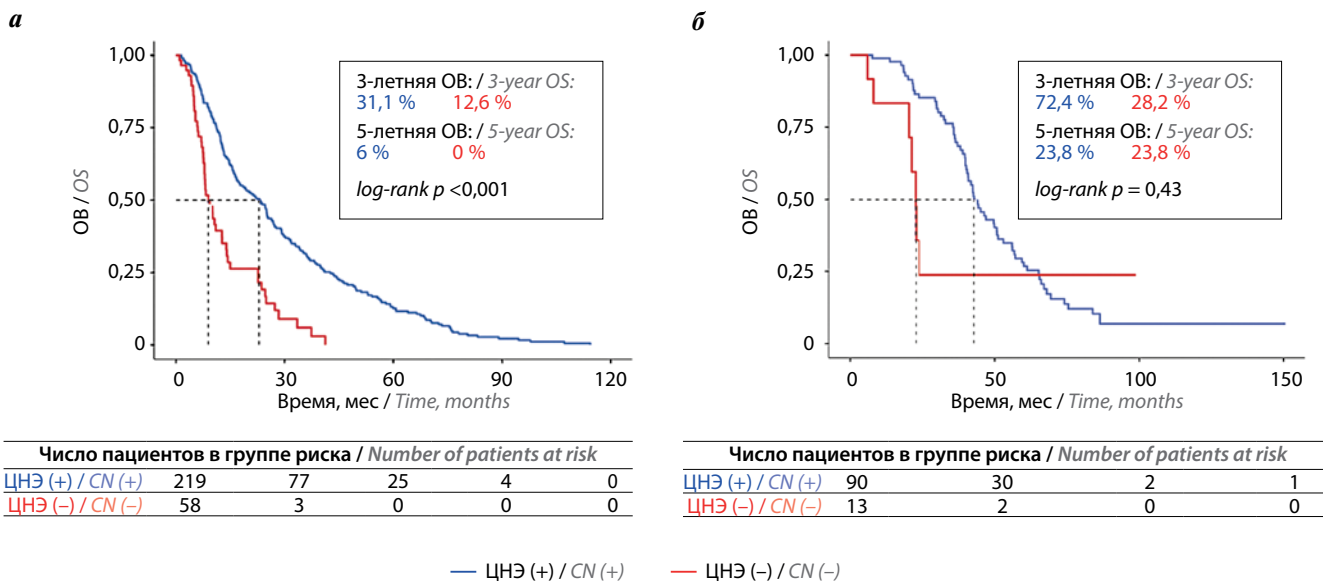 а
1,00
0,75
0,50
0,25
0
ОВ / OS
3-летняя ОВ: / 3-year OS:
31,1 % 12,6 %
5-летняя ОВ: / 5-year OS:
6 % 0 %
log-rank p <0,001
0 30 60 90 120
Время, мес / Time, months
Число пациентов в группе риска / Number of patients at risk
ЦНЭ (+) / CN (+) 219 77 25 4 0
ЦНЭ (–) / CN (–) 58 3 0 0 0
б
1,00
0,75
0,50
0,25
0
ОВ / OS
3-летняя ОВ: / 3-year OS:
72,4 % 28,2 %
5-летняя ОВ: / 5-year OS:
23,8 % 23,8 %
log-rank p = 0,43
0 50 100 150
Время, мес / Time, months
Число пациентов в группе риска / Number of patients at risk
ЦНЭ (+) / CN (+) 90 30 2 1
ЦНЭ (–) / CN (–) 13 2 0 0
ЦНЭ (+) / CN (+) ЦНЭ (–) / CN (–)